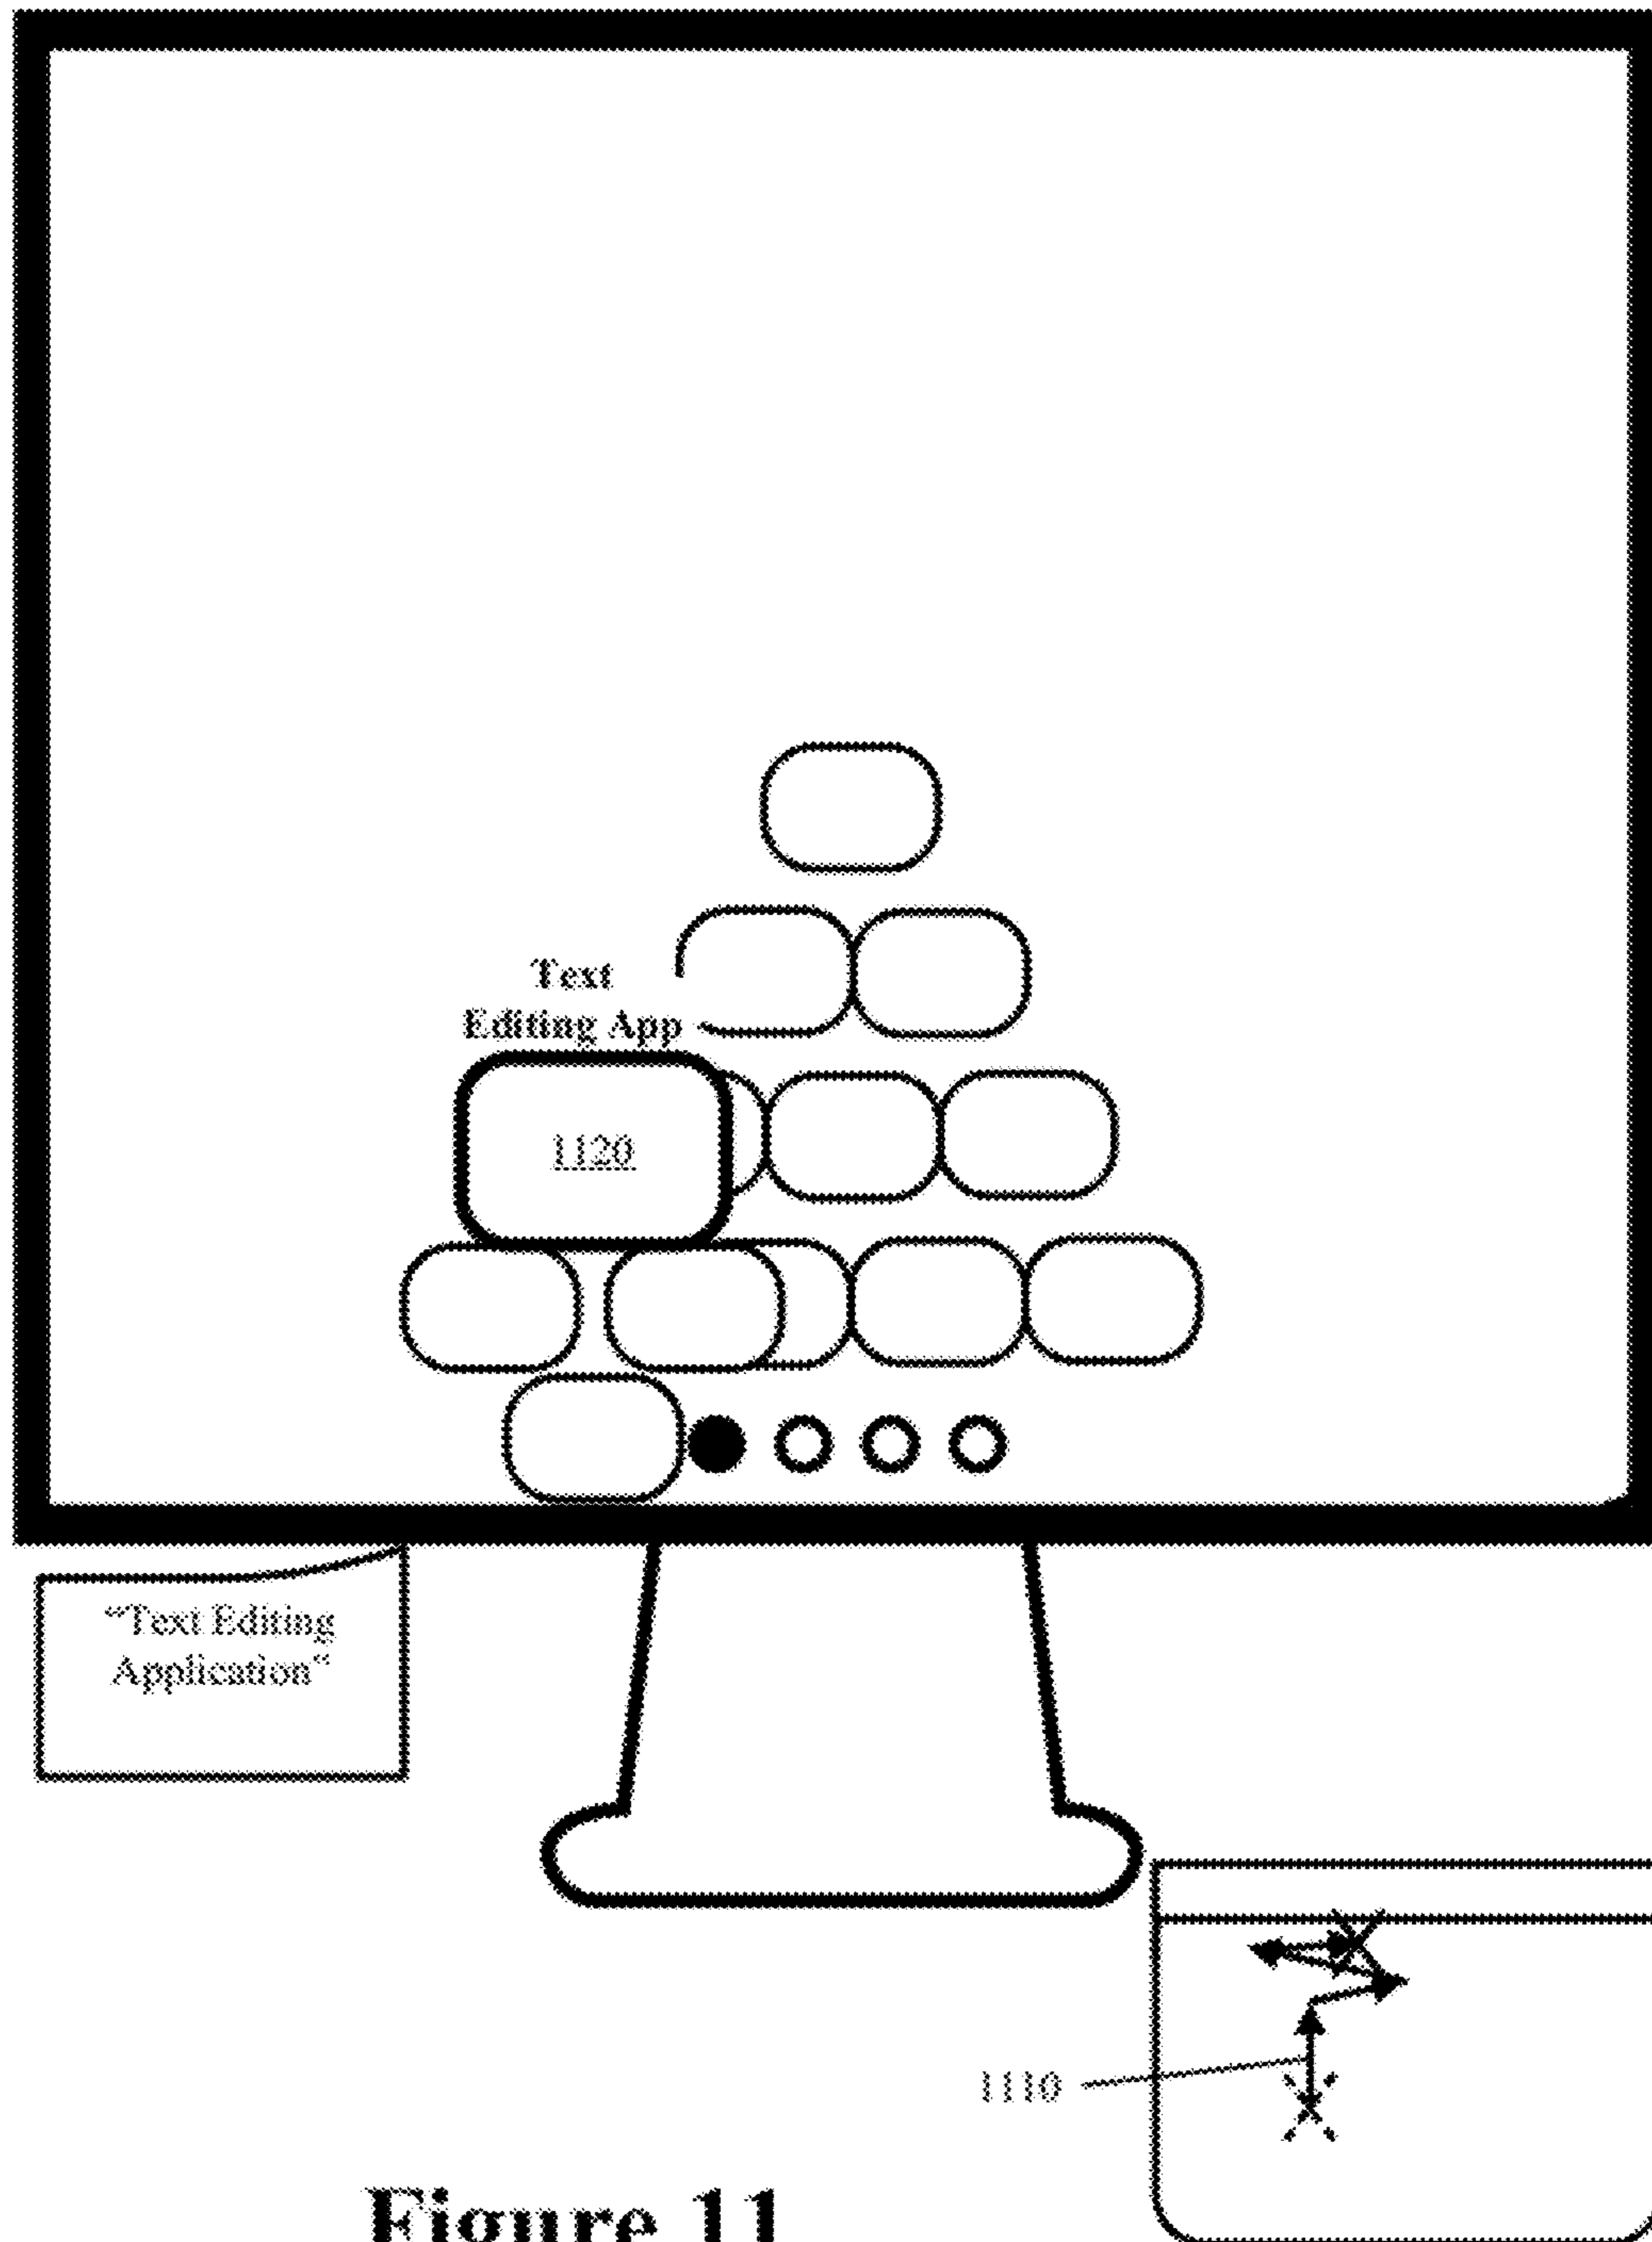 Text
Editing App
1120
“Text Editing
Application“
1110
Figure 11